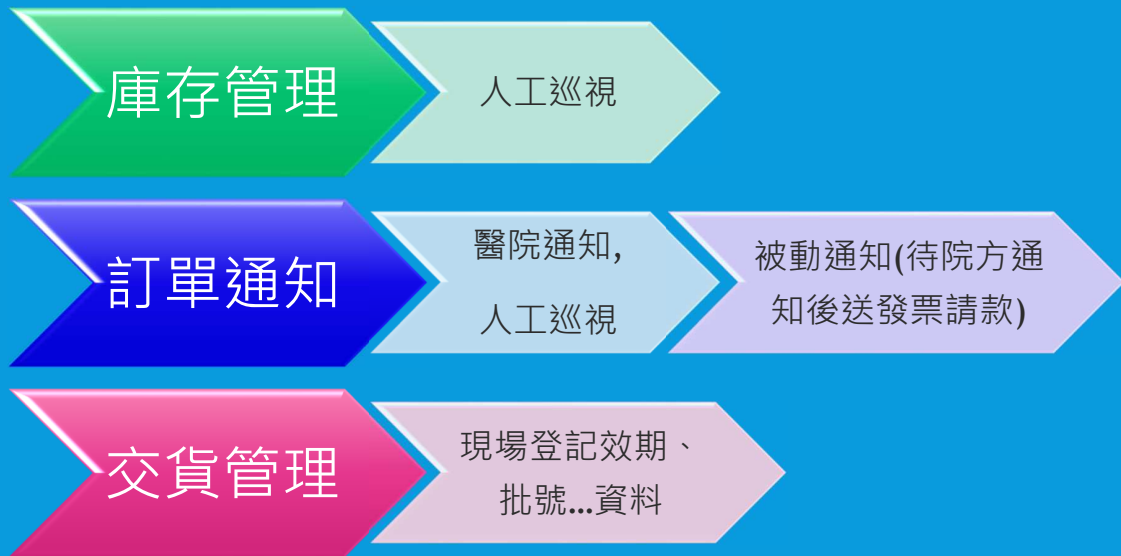 庫存管理
人工巡視
訂單通知
醫院通知,
人工巡視
被動通知(待院方通
知後送發票請款)
交貨管理
現場登記效期、
批號...資料